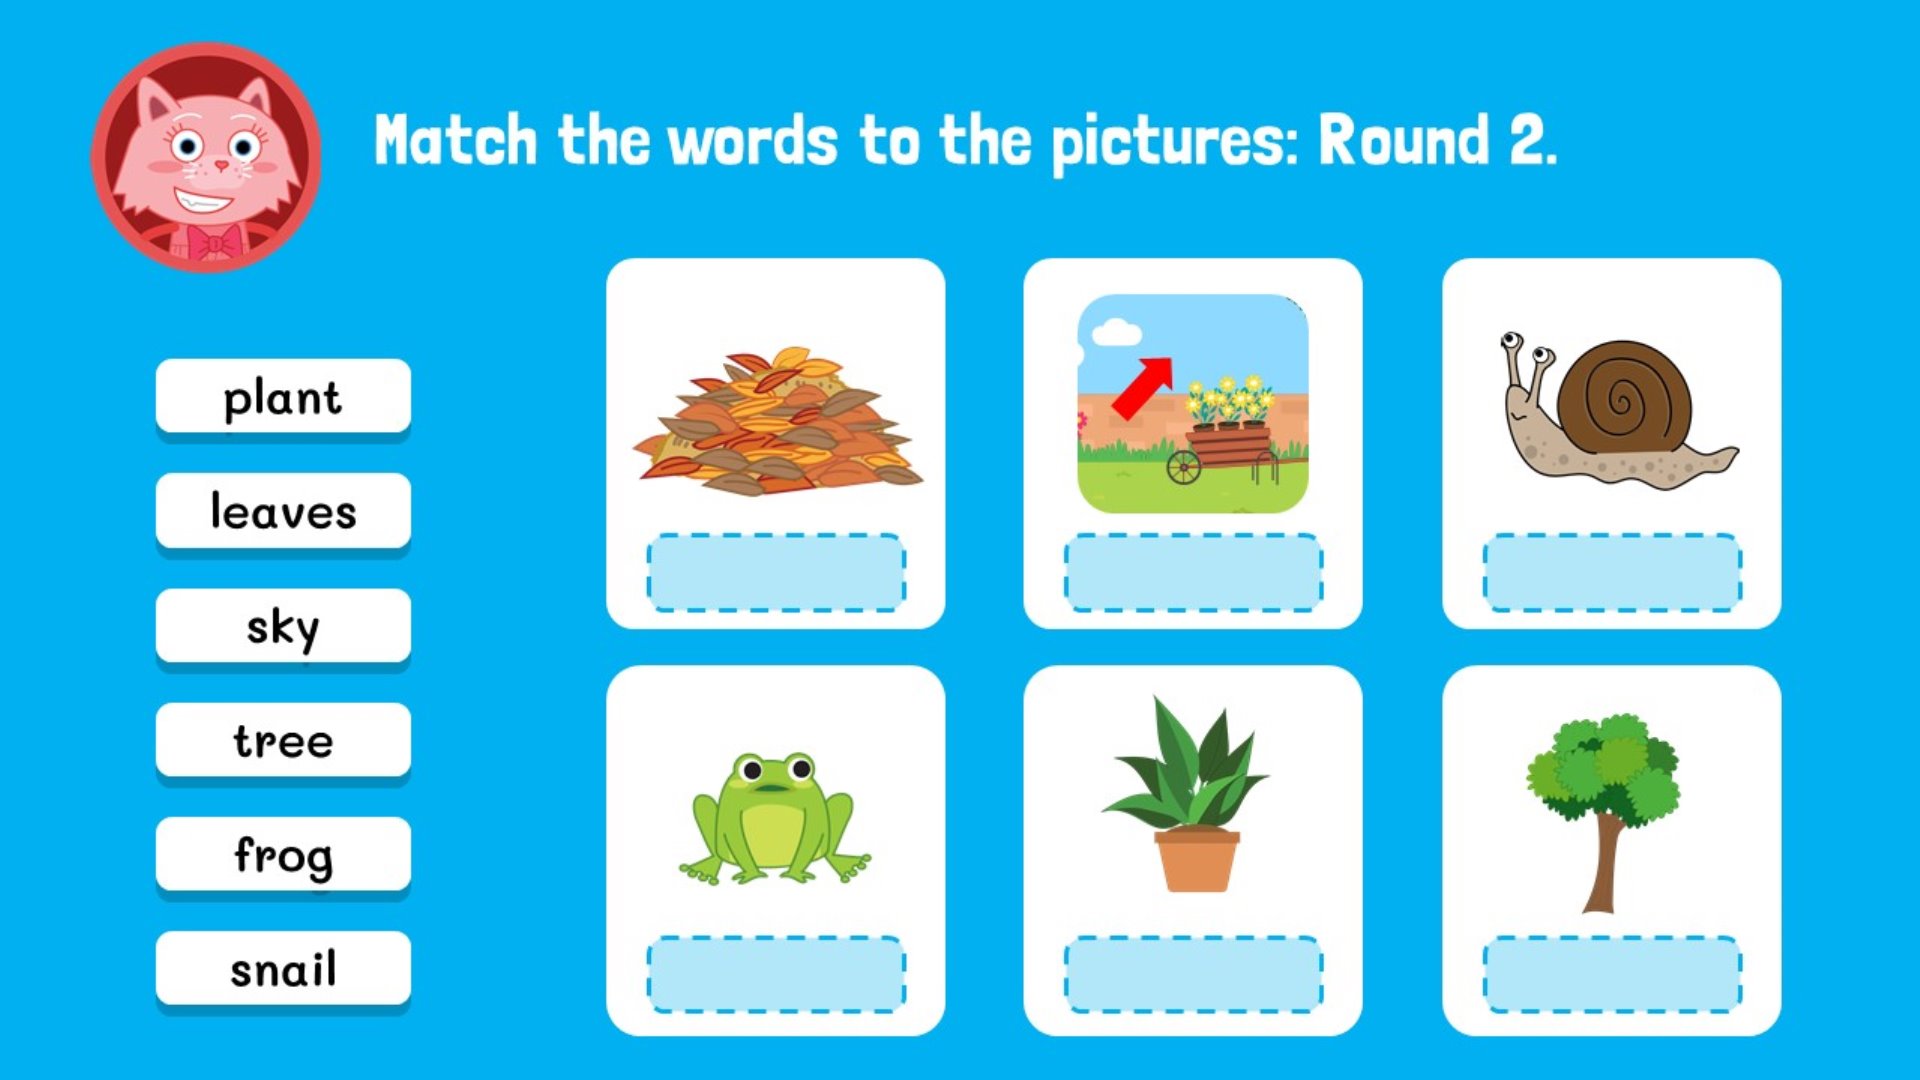 Match the words to the pictures: Round 2.
plant
leaves
sky
tree
frog
snail